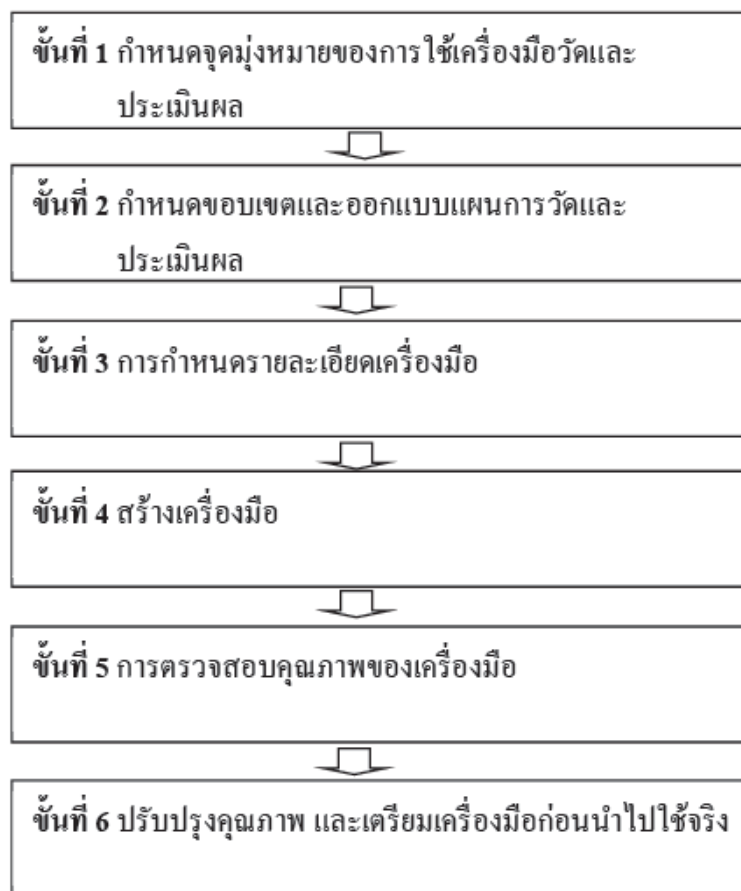 ขั้นที่ 1 กำหนดจุดมุ่งหมายของการใช้เครื่องมือวัดและ
ประเมินผล
ขั้นที่ 2 กำหนดขอบเขตและออกแบบแผนการวัดและ
ประเมินผล
ขั้นที่ 3 การกำหนดรายละเอียดเครื่องมือ
ขั้นที่ 4 สร้างเครื่องมือ
ขั้นที่ 5 การตรวจสอบคุณภาพของเครื่องมือ
ขั้นที่ 6 ปรับปรุงคุณภาพ และเตรียมเครื่องมือก่อนนำไปใช้จริง